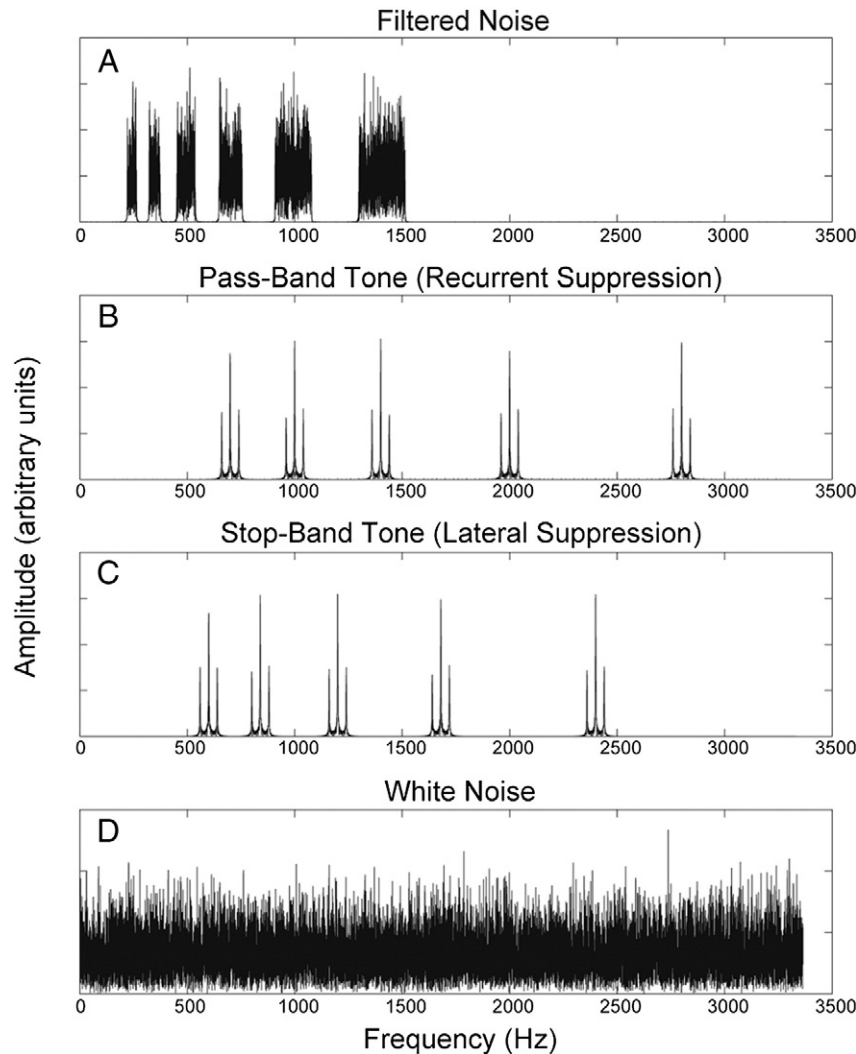 Filtered Noise
A
0 500 1000 1500 2000 2500 3000 3500
Pass-Band Tone (Recurrent Suppression)
B
0 500 1000 1500 2000 2500 3000 3500
Stop-Band Tone (Lateral Suppression)
C
0 500 1000 1500 2000 2500 3000 3500
White Noise
D
0 500 1000 1500 2000 2500 3000 3500
Frequency (Hz)
Amplitude (arbitrary units)